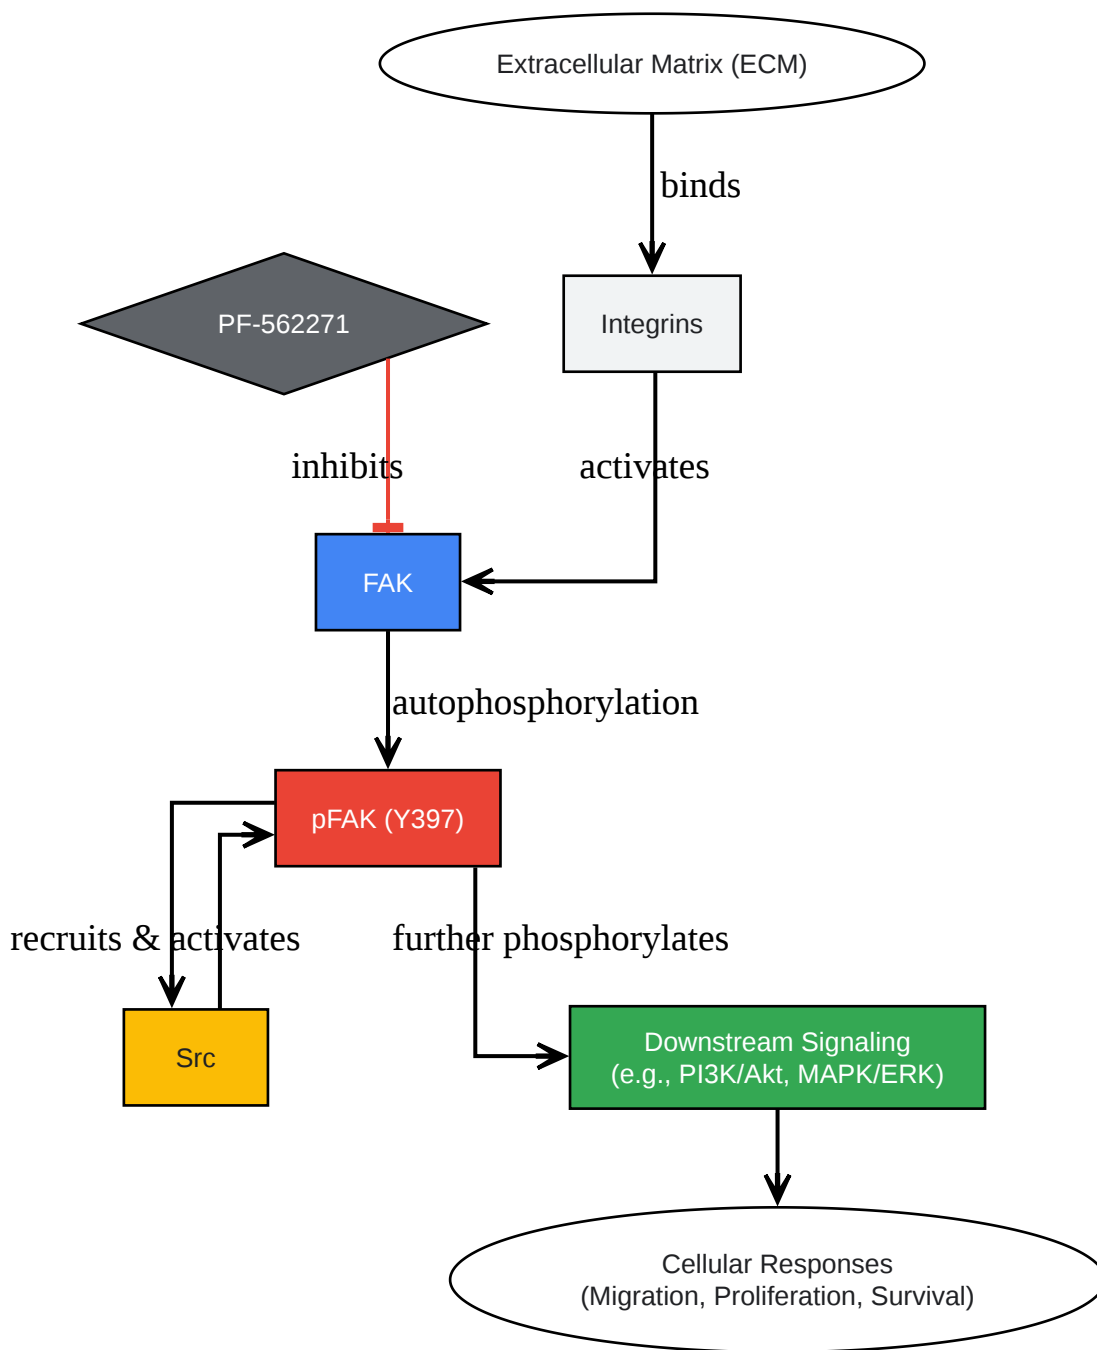 Extracellular Matrix (ECM)
binds
PF-562271
Integrins
inhibits
activates
FAK
autophosphorylation
pFAK (Y397)
recruits & activates
further phosphorylates
Src
Downstream Signaling
(e.g., PI3K/Akt, MAPK/ERK)
Cellular Responses
(Migration, Proliferation, Survival)